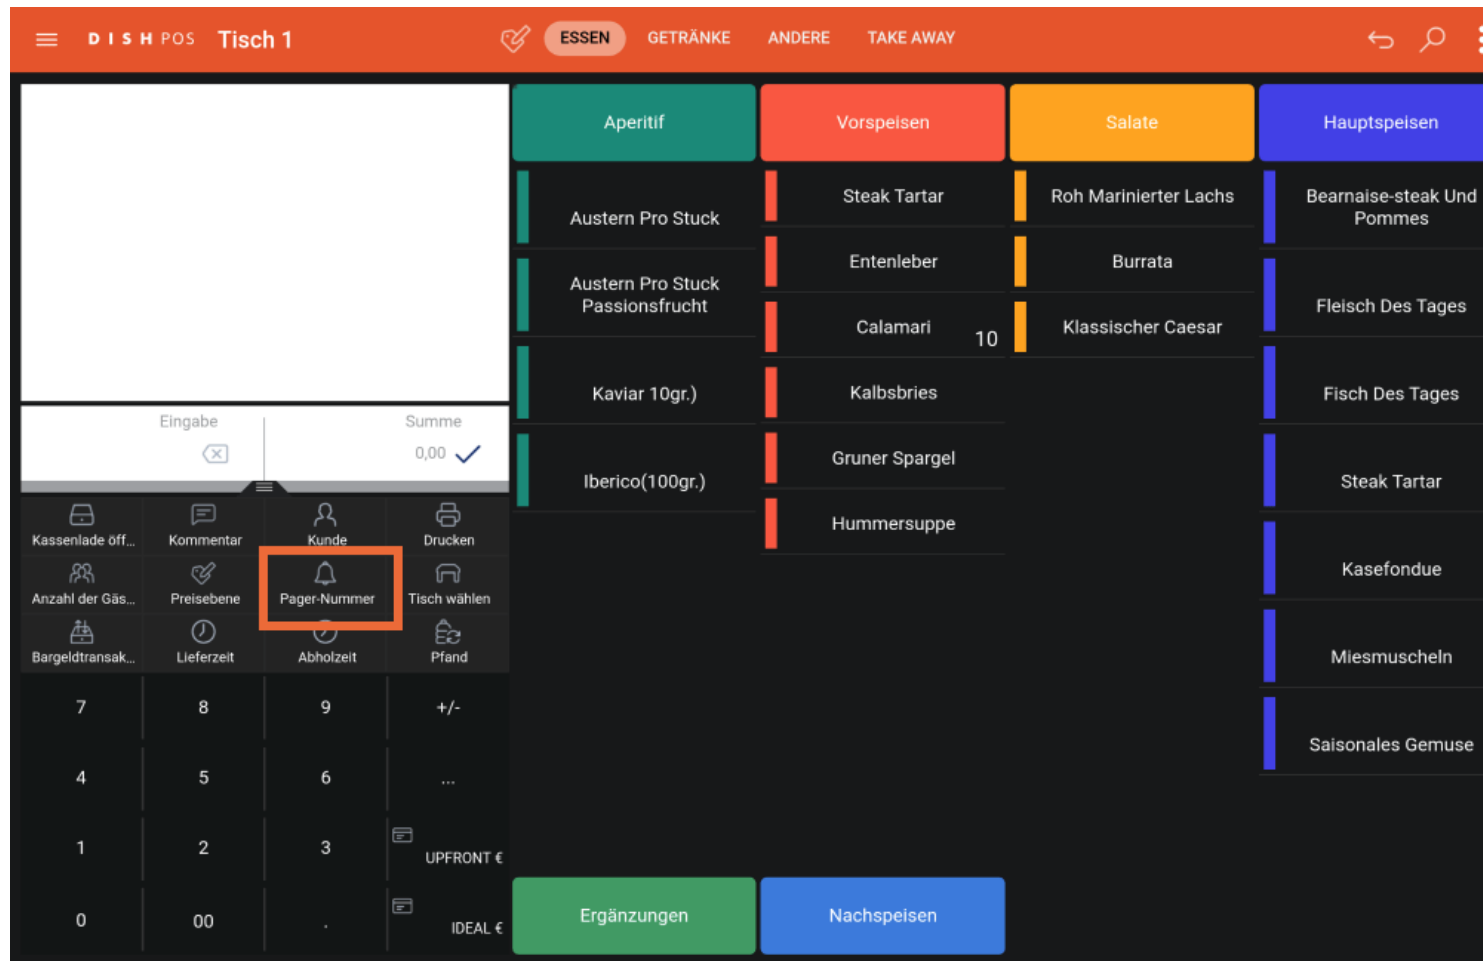 DISH POS Tisch 1 ESSEN GETRÄNKE ANDERE TAKE AWAY
Aperitif Vorspeisen Salate Hauptspeisen
Austern Pro Stuck
Austern Pro Stuck
Passionsfrucht
Kaviar 10gr.)
Iberico(100gr.)
Steak Tartar
Entenleber
Calamari 10
Kalbsbries
Gruner Spargel
Hummersuppe
Roh Marinierter Lachs
Burrata
Klassischer Caesar
Bearnaise-steak Und
Pommes
Fleisch Des Tages
Fisch Des Tages
Steak Tartar
Kasefondue
Miesmuscheln
Saisonales Gemuse
Eingabe Summe
0,00
Kassenlade öff... Kommentar Kunde Drucken
Anzahl der Gäs... Preisebene Pager-Nummer Tisch wählen
Bargeldtransak... Lieferzeit Abholzeit Pfand
7 8 9 +/-
4 5 6 ...
1 2 3 UPFRONT €
0 00 . IDEAL €
Ergänzungen Nachspeisen